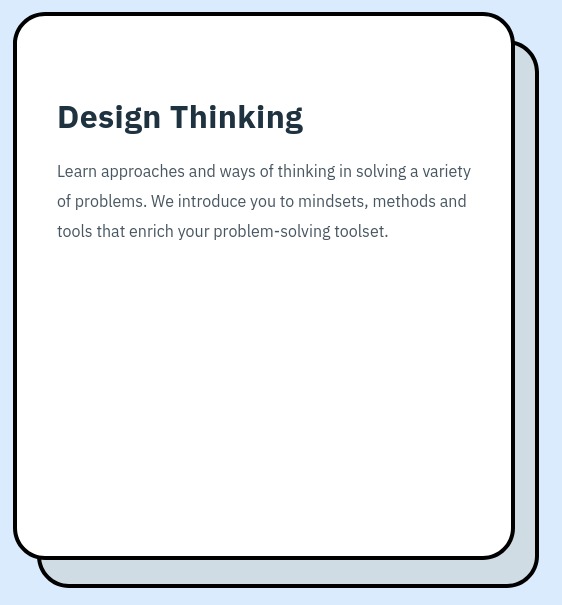 Design Thinking
Learn approaches and ways of thinking in solving a variety
of problems. We introduce you to mindsets, methods and
tools that enrich your problem-solving toolset.